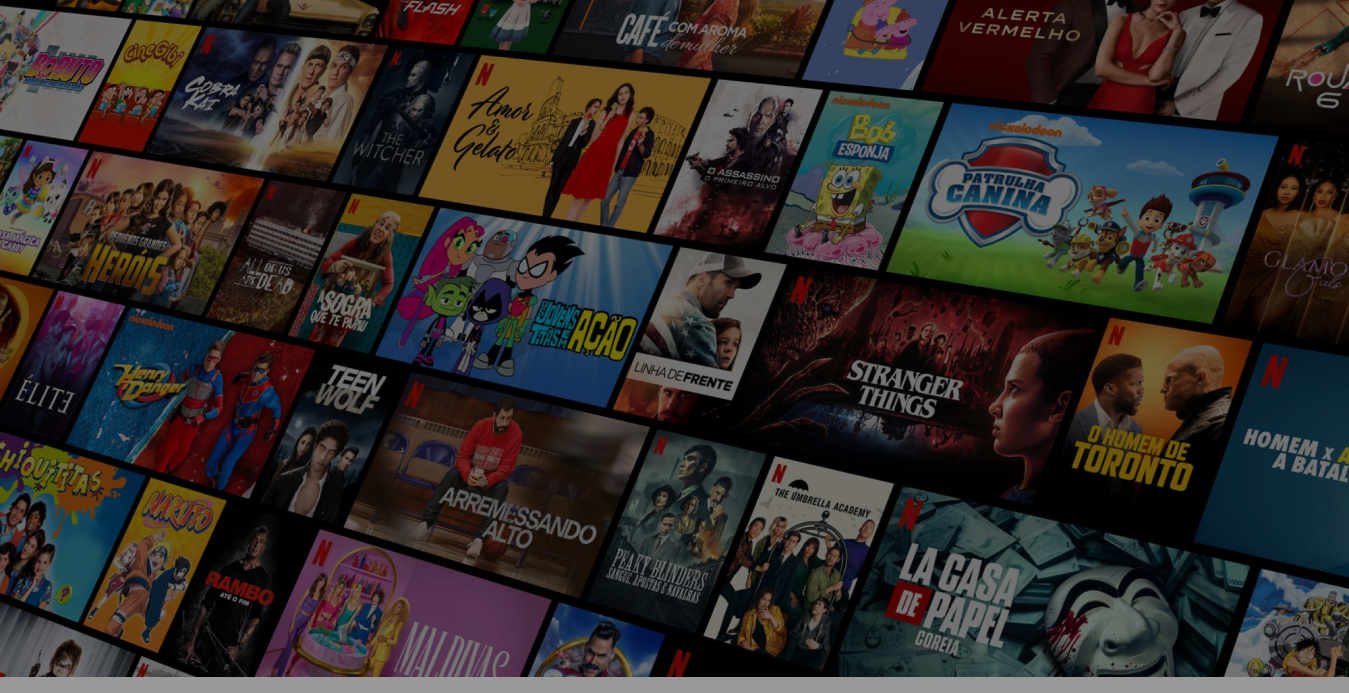 FLASH
CAFÉ COM AROMA
de mulher
ALERTA
VERMELHO
BORUTO
CineGibi
N
COBRA
KAI
N
THE
WITCHER
N
Amor
&
Gelato
O ASSASSINO
O PRIMEIRO ALVO
nickelodeon
Bob
ESPONJA
nickelodeon
PATRULHA
CANINA
N
N
N
PEQUENOS GRANDES
HERÓIS
N
ALL OF US
ARE DEAD
N
A SOGRA
QUE TE PARIU
OS JOVENS
TITÃS EM
AÇÃO
LINHA DE FRENTE
N
STRANGER
THINGS
N
O HOMEM DE
TORONTO
N
HOMEM X
A BATAL
N
ÉLITE
nickelodeon
Henry
Danger
TEEN
WOLF
N
ARREMESSANDO
ALTO
N
PEAKY BLINDERS
SANGUE, APOSTAS E NAVALHAS
N
THE UMBRELLA ACADEMY
N
LA CASA
DE PAPEL
COREIA
CHIQUITITAS
NARUTO
RAMBO
ATÉ O FIM
N
MALDIVAS
N